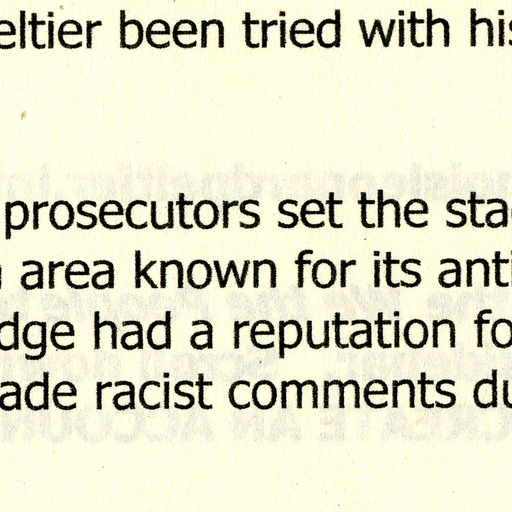 eltier been tried with his
prosecutors set the sta
area known for its anti
dge had a reputation fo
ade racist comments du